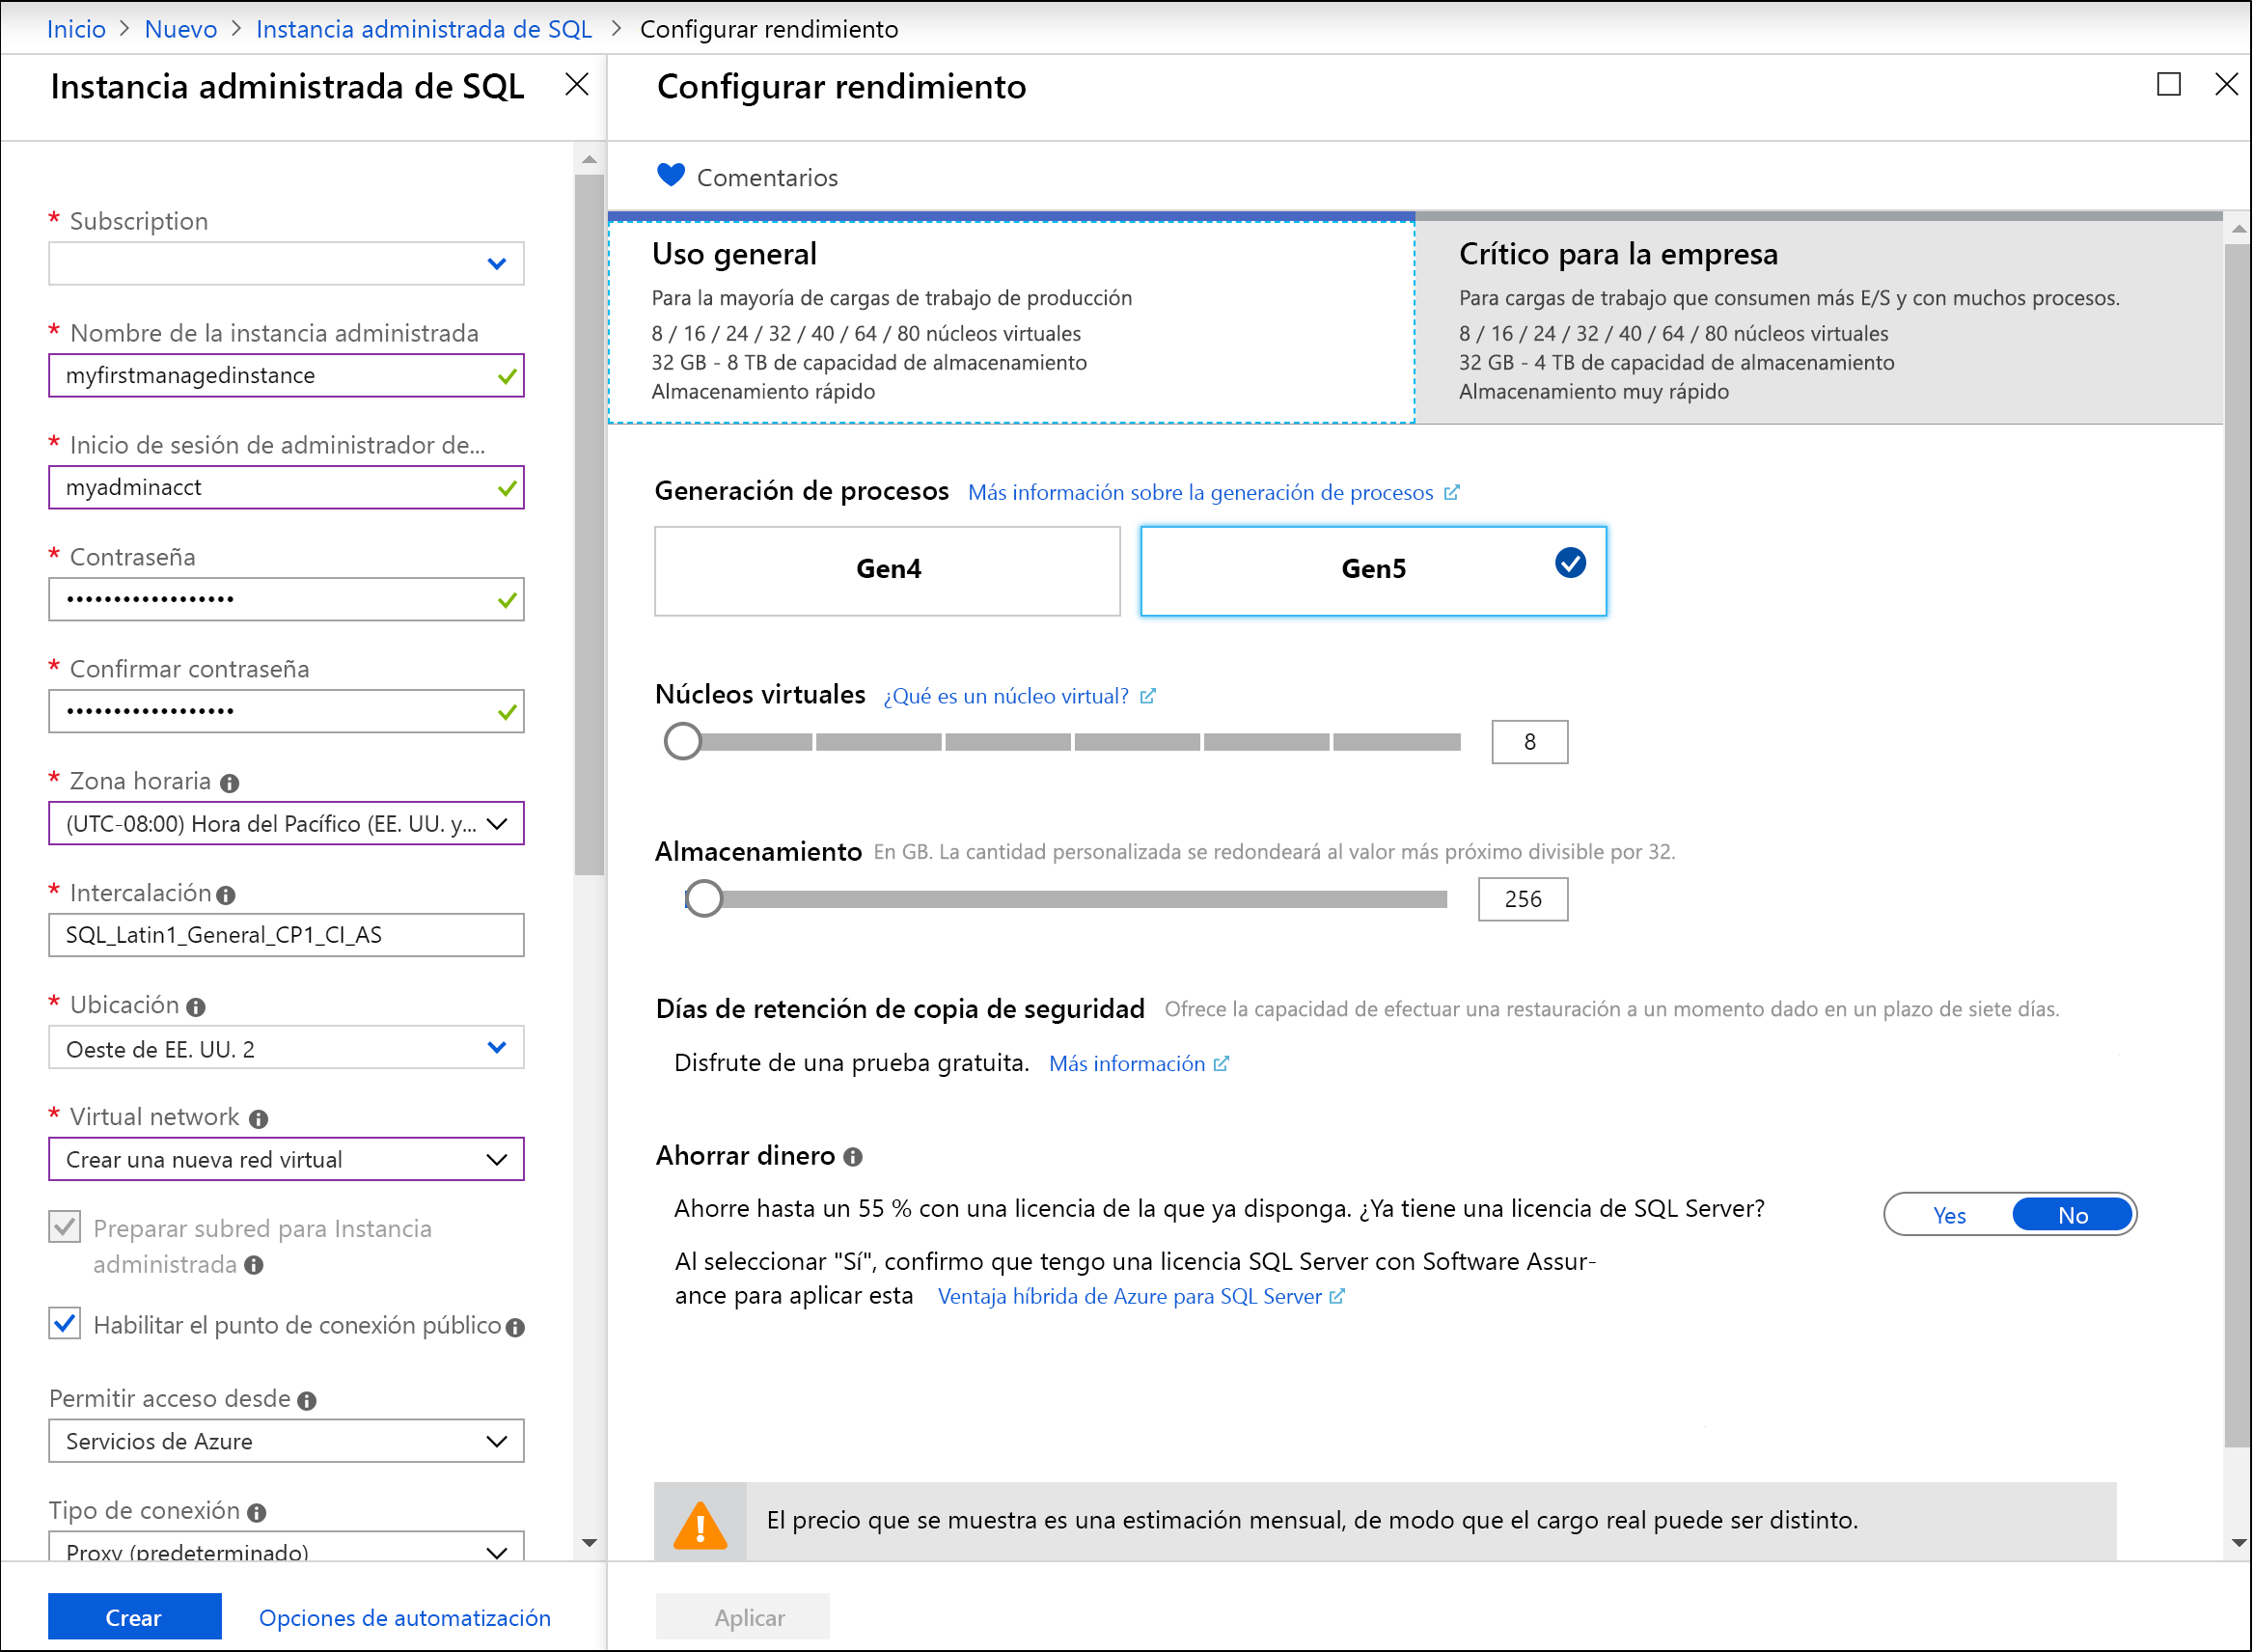 Inicio > Nuevo > Instancia administrada de SQL > Configurar rendimiento
Instancia administrada de SQL
* Subscription
* Nombre de la instancia administrada
myfirstmanagedinstance
* Inicio de sesión de administrador de...
myadminacct
* Contraseña
••••••••••••••••••
* Confirmar contraseña
••••••••••••••••••
* Zona horaria
(UTC-08:00) Hora del Pacífico (EE. UU. y...
* Intercalación
SQL_Latin1_General_CP1_CI_AS
* Ubicación
Oeste de EE. UU. 2
* Virtual network
Crear una nueva red virtual
Preparar subred para Instancia
administrada
Habilitar el punto de conexión público
Permitir acceso desde
Servicios de Azure
Tipo de conexión
Proxy (predeterminado)
Crear
Opciones de automatización
Configurar rendimiento
Comentarios
Uso general
Para la mayoría de cargas de trabajo de producción
8 / 16 / 24 / 32 / 40 / 64 / 80 núcleos virtuales
32 GB - 8 TB de capacidad de almacenamiento
Almacenamiento rápido
Crítico para la empresa
Para cargas de trabajo que consumen más E/S y con muchos procesos.
8 / 16 / 24 / 32 / 40 / 64 / 80 núcleos virtuales
32 GB - 4 TB de capacidad de almacenamiento
Almacenamiento muy rápido
Generación de procesos Más información sobre la generación de procesos
Gen4
Gen5
Núcleos virtuales ¿Qué es un núcleo virtual?
8
Almacenamiento En GB. La cantidad personalizada se redondeará al valor más próximo divisible por 32.
256
Días de retención de copia de seguridad Ofrece la capacidad de efectuar una restauración a un momento dado en un plazo de siete días.
Disfrute de una prueba gratuita. Más información
Ahorrar dinero
Ahorre hasta un 55 % con una licencia de la que ya disponga. ¿Ya tiene una licencia de SQL Server?
Yes No
Al seleccionar "Sí", confirmo que tengo una licencia SQL Server con Software Assur-
ance para aplicar esta Ventaja híbrida de Azure para SQL Server
El precio que se muestra es una estimación mensual, de modo que el cargo real puede ser distinto.
Aplicar